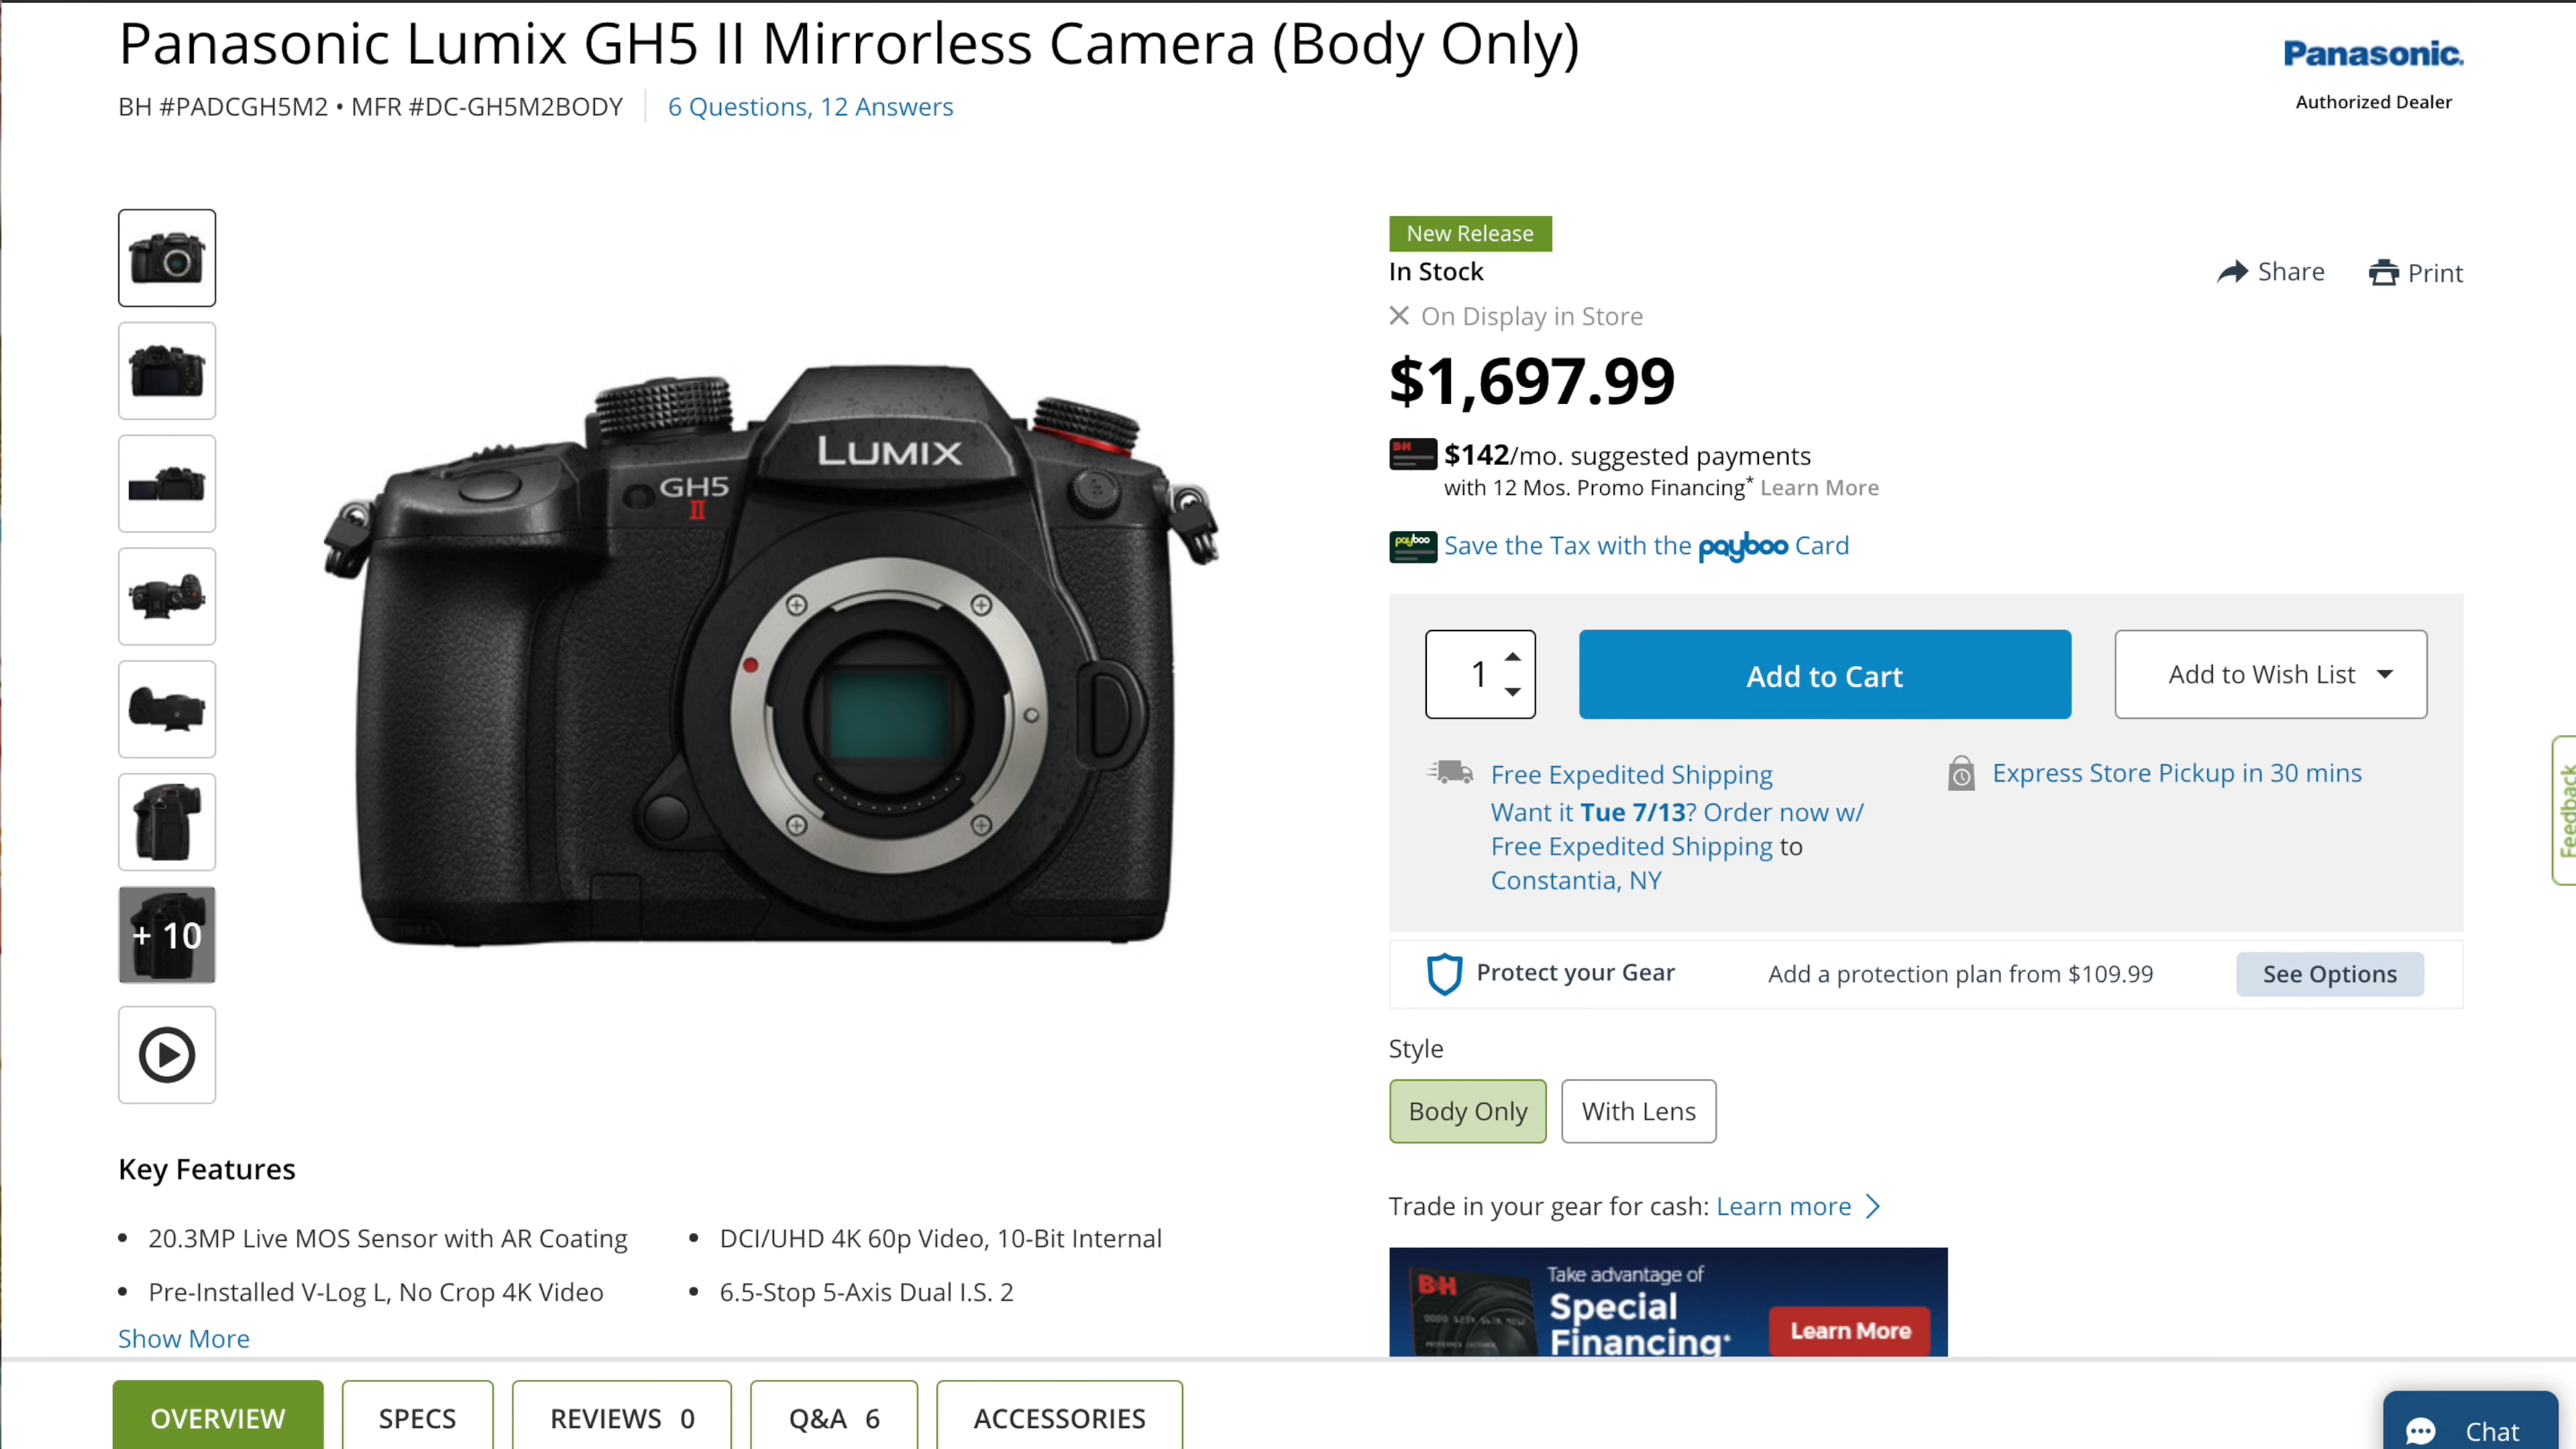 Panasonic Lumix GH5 II Mirrorless Camera (Body Only)
Panasonic.
Authorized Dealer
BH #PADCGH5M2 • MFR #DC-GH5M2BODY
6 Questions, 12 Answers
LUMIX
GH5
II
+ 10
New Release
In Stock
Share
Print
On Display in Store
$1,697.99
B&H
$142/mo. suggested payments
with 12 Mos. Promo Financing* Learn More
payboo
Save the Tax with the payboo Card
1
Add to Cart
Add to Wish List
Free Expedited Shipping
Want it Tue 7/13? Order now w/
Free Expedited Shipping to
Constantia, NY
Express Store Pickup in 30 mins
Feedback
Protect your Gear
Add a protection plan from $109.99
See Options
Style
Body Only
With Lens
Trade in your gear for cash: Learn more
B&H
Take advantage of
Special
Financing*
Learn More
Key Features
• 20.3MP Live MOS Sensor with AR Coating
• Pre-Installed V-Log L, No Crop 4K Video
• DCI/UHD 4K 60p Video, 10-Bit Internal
• 6.5-Stop 5-Axis Dual I.S. 2
Show More
OVERVIEW
SPECS
REVIEWS 0
Q&A 6
ACCESSORIES
Chat